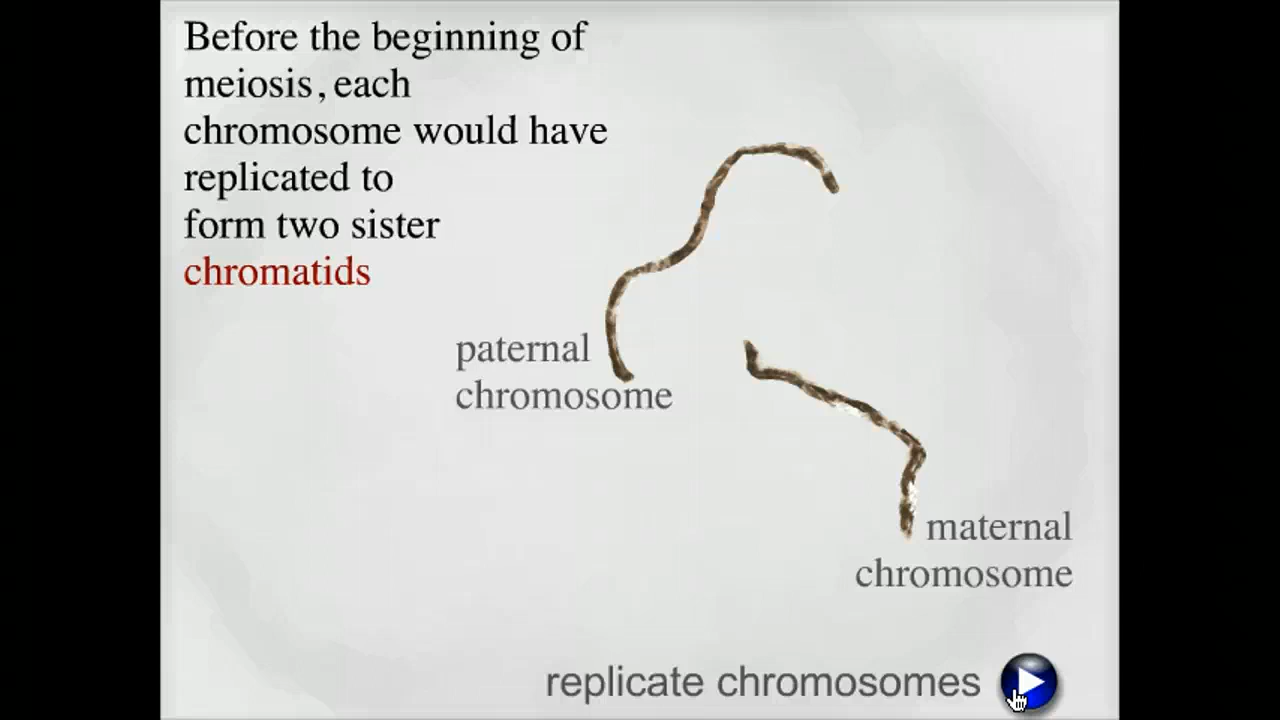 Before the beginning of
meiosis, each
chromosome would have
replicated to
form two sister
chromatids
paternal
chromosome
maternal
chromosome
replicate chromosomes